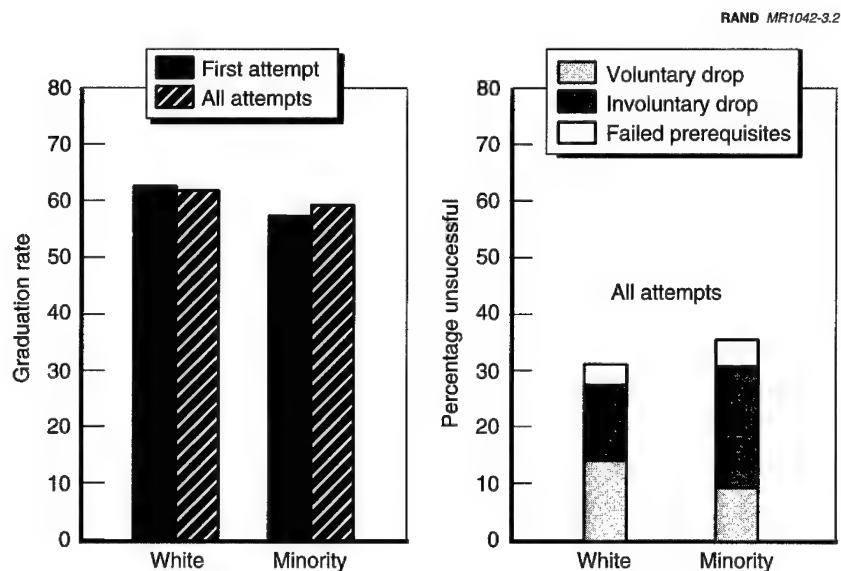 RAND MR1042-3.2
First attempt
All attempts
Graduation rate
80
70
60
50
40
30
20
10
0
White Minority
Voluntary drop
Involuntary drop
Failed prerequisites
Percentage unsucessful
80
70
60
50
40
30
20
10
0
All attempts
White Minority